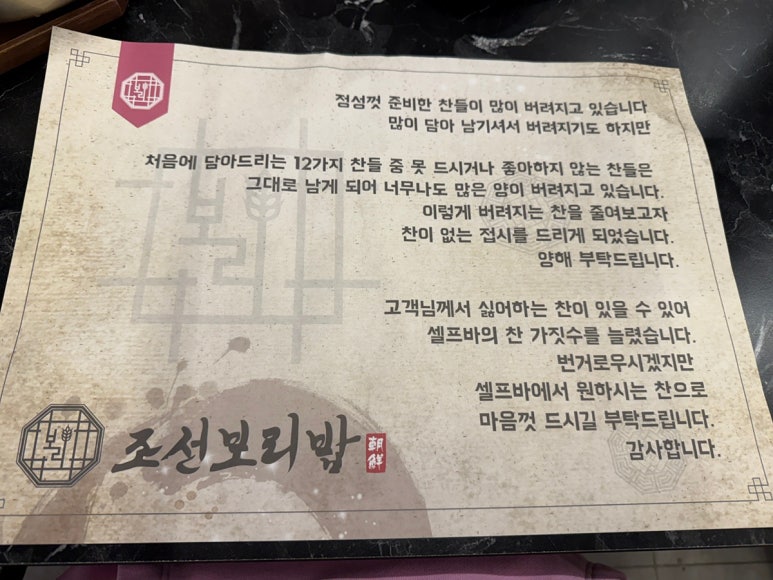 보리
정성껏 준비한 찬들이 많이 버려지고 있습니다
많이 담아 남기셔서 버려지기도 하지만
처음에 담아드리는 12가지 찬들 중 못 드시거나 좋아하지 않는 찬들은
그대로 남게 되어 너무나도 많은 양이 버려지고 있습니다.
이렇게 버려지는 찬을 줄여보고자
찬이 없는 접시를 드리게 되었습니다.
양해 부탁드립니다.
보리
고객님께서 싫어하는 찬이 있을 수 있어
셀프바의 찬 가짓수를 늘렸습니다.
번거로우시겠지만
셀프바에서 원하시는 찬으로
마음껏 드시길 부탁드립니다.
감사합니다.
보리
조선보리밥
朝鮮